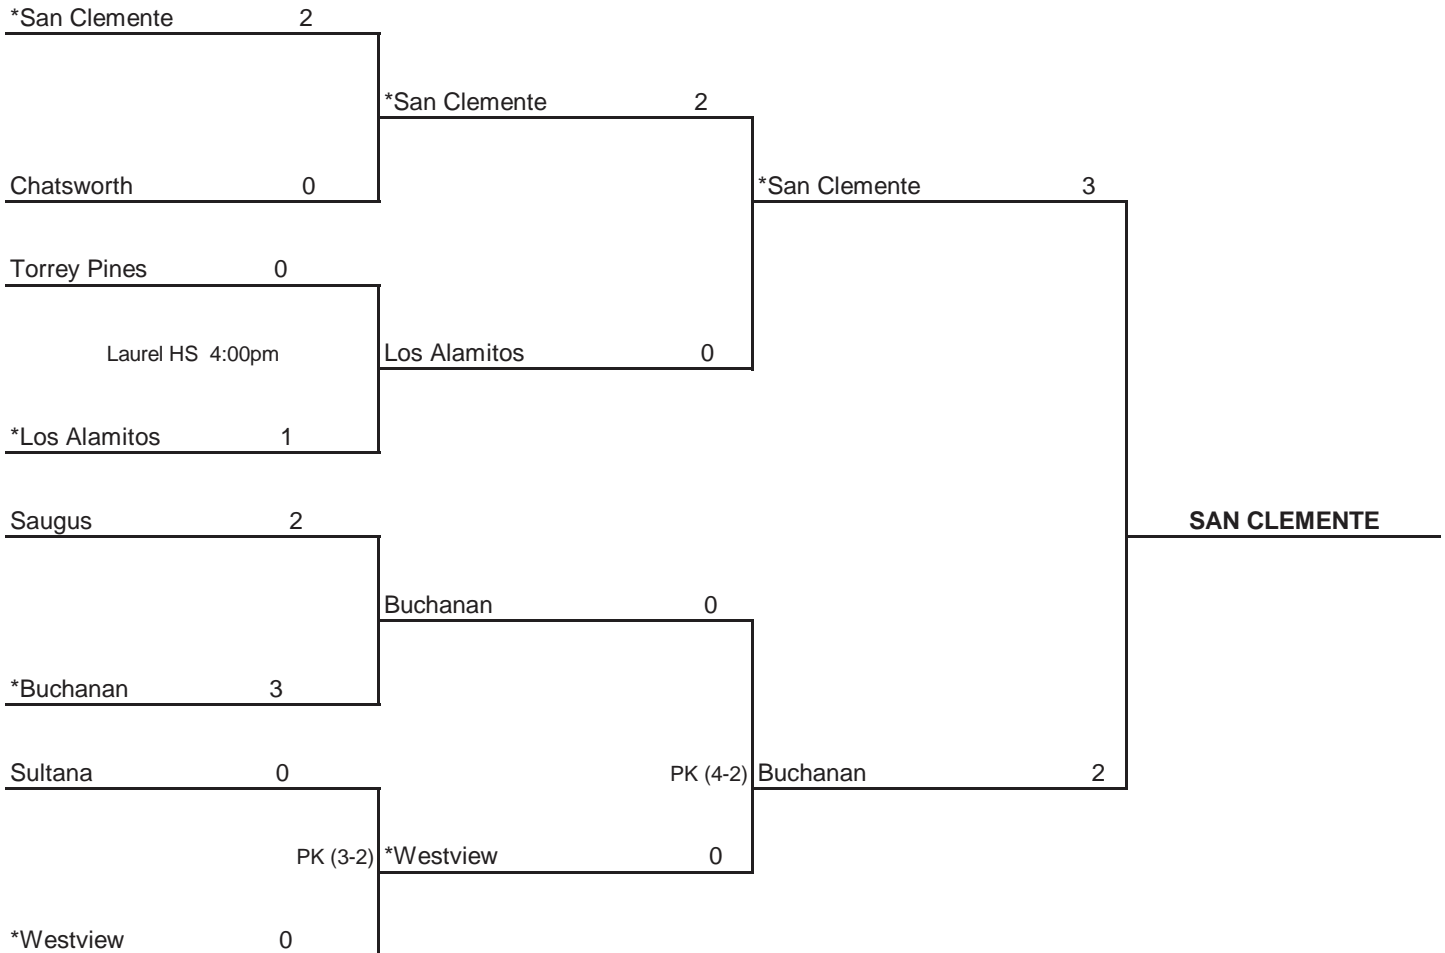 *San Clemente 2
*San Clemente 2
Chatsworth 0
*San Clemente 3
Torrey Pines 0
Laurel HS 4:00pm
Los Alamitos 0
*Los Alamitos 1
Saugus 2
SAN CLEMENTE
Buchanan 0
*Buchanan 3
Sultana 0
PK (4-2) Buchanan 2
PK (3-2) *Westview 0
*Westview 0